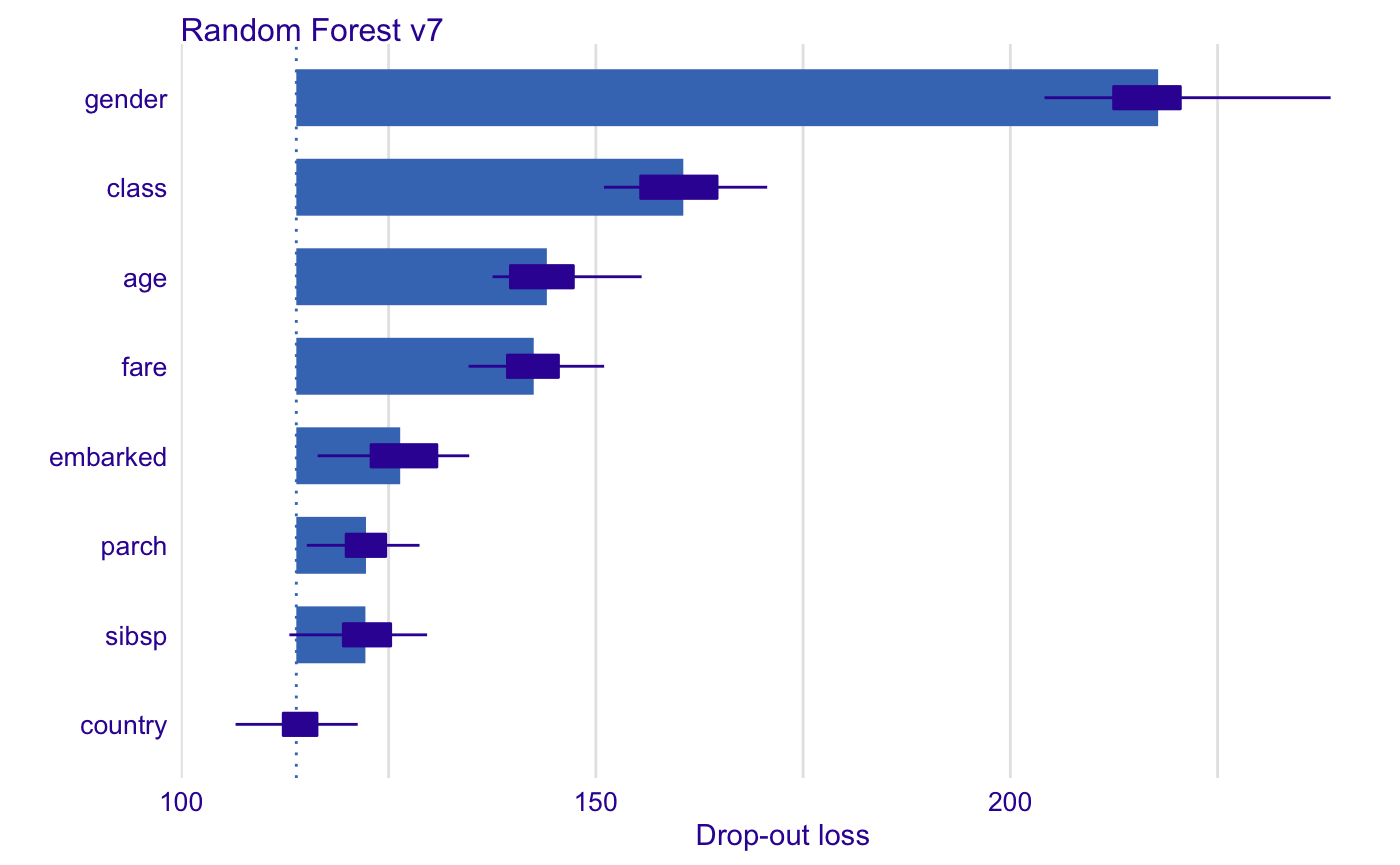 Random Forest v7
gender
class
age
fare
embarked
parch
sibsp
country
100 150 200
Drop-out loss